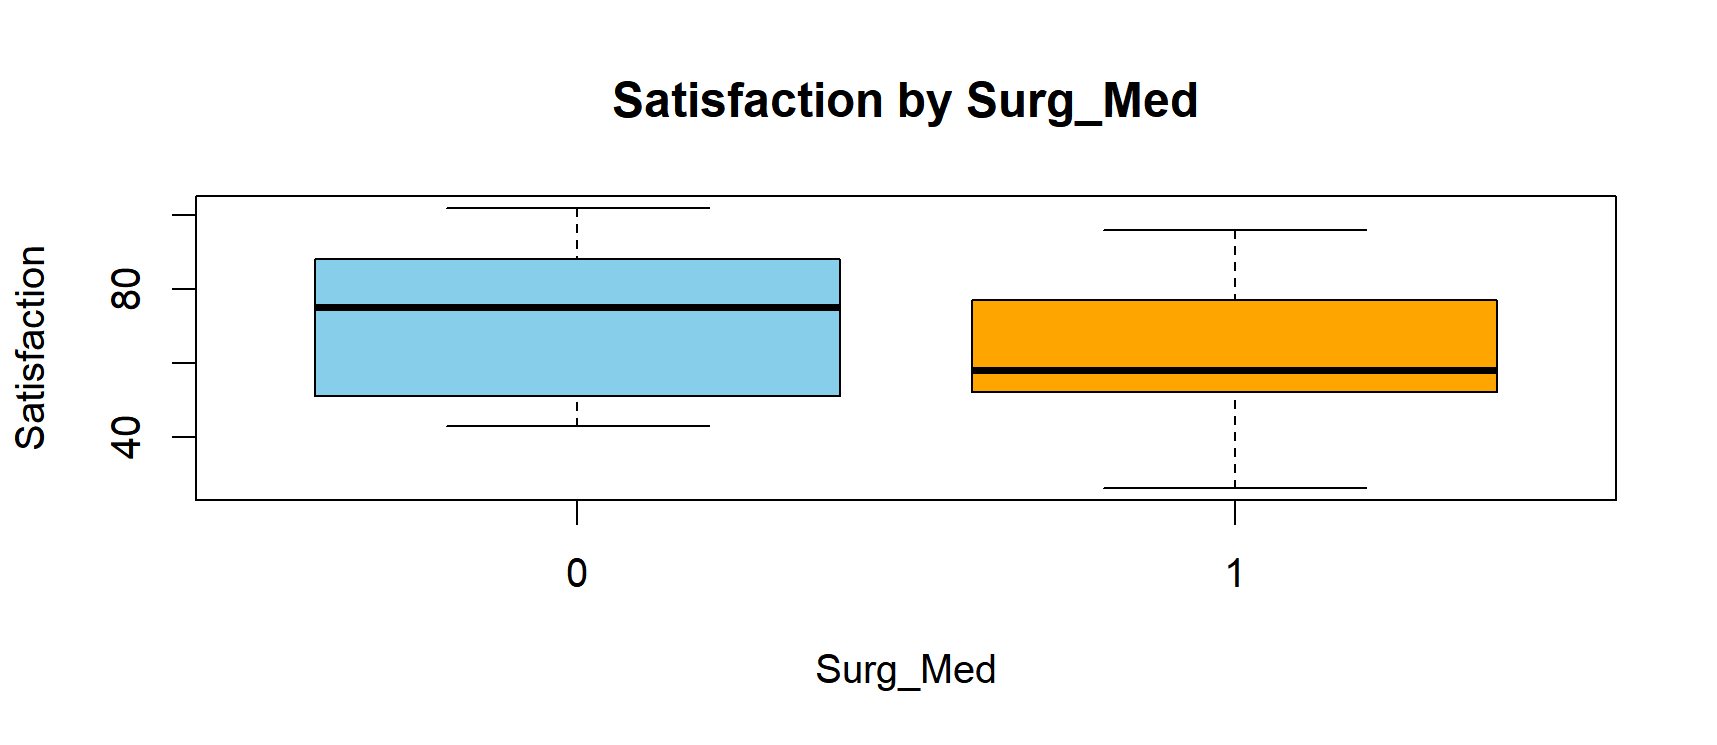 Satisfaction by Surg_Med
Satisfaction
80
40
0 1
Surg_Med